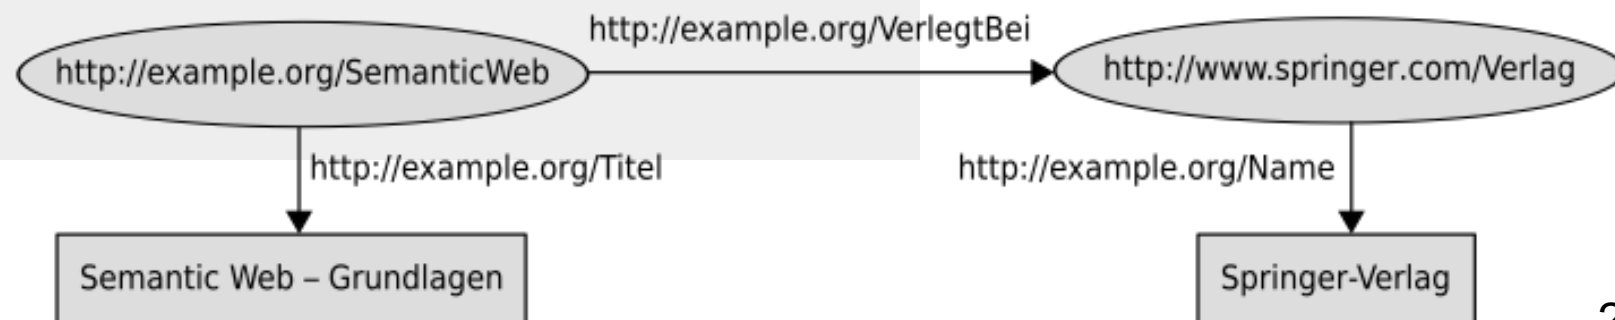 http://example.org/VerlegtBei
http://example.org/SemanticWeb
http://www.springer.com/Verlag
http://example.org/Titel
http://example.org/Name
Semantic Web – Grundlagen
Springer-Verlag